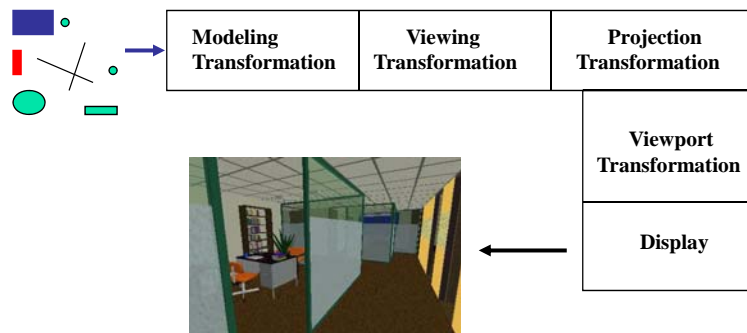 Modeling
Transformation
Viewing
Transformation
Projection
Transformation
Viewport
Transformation
Display